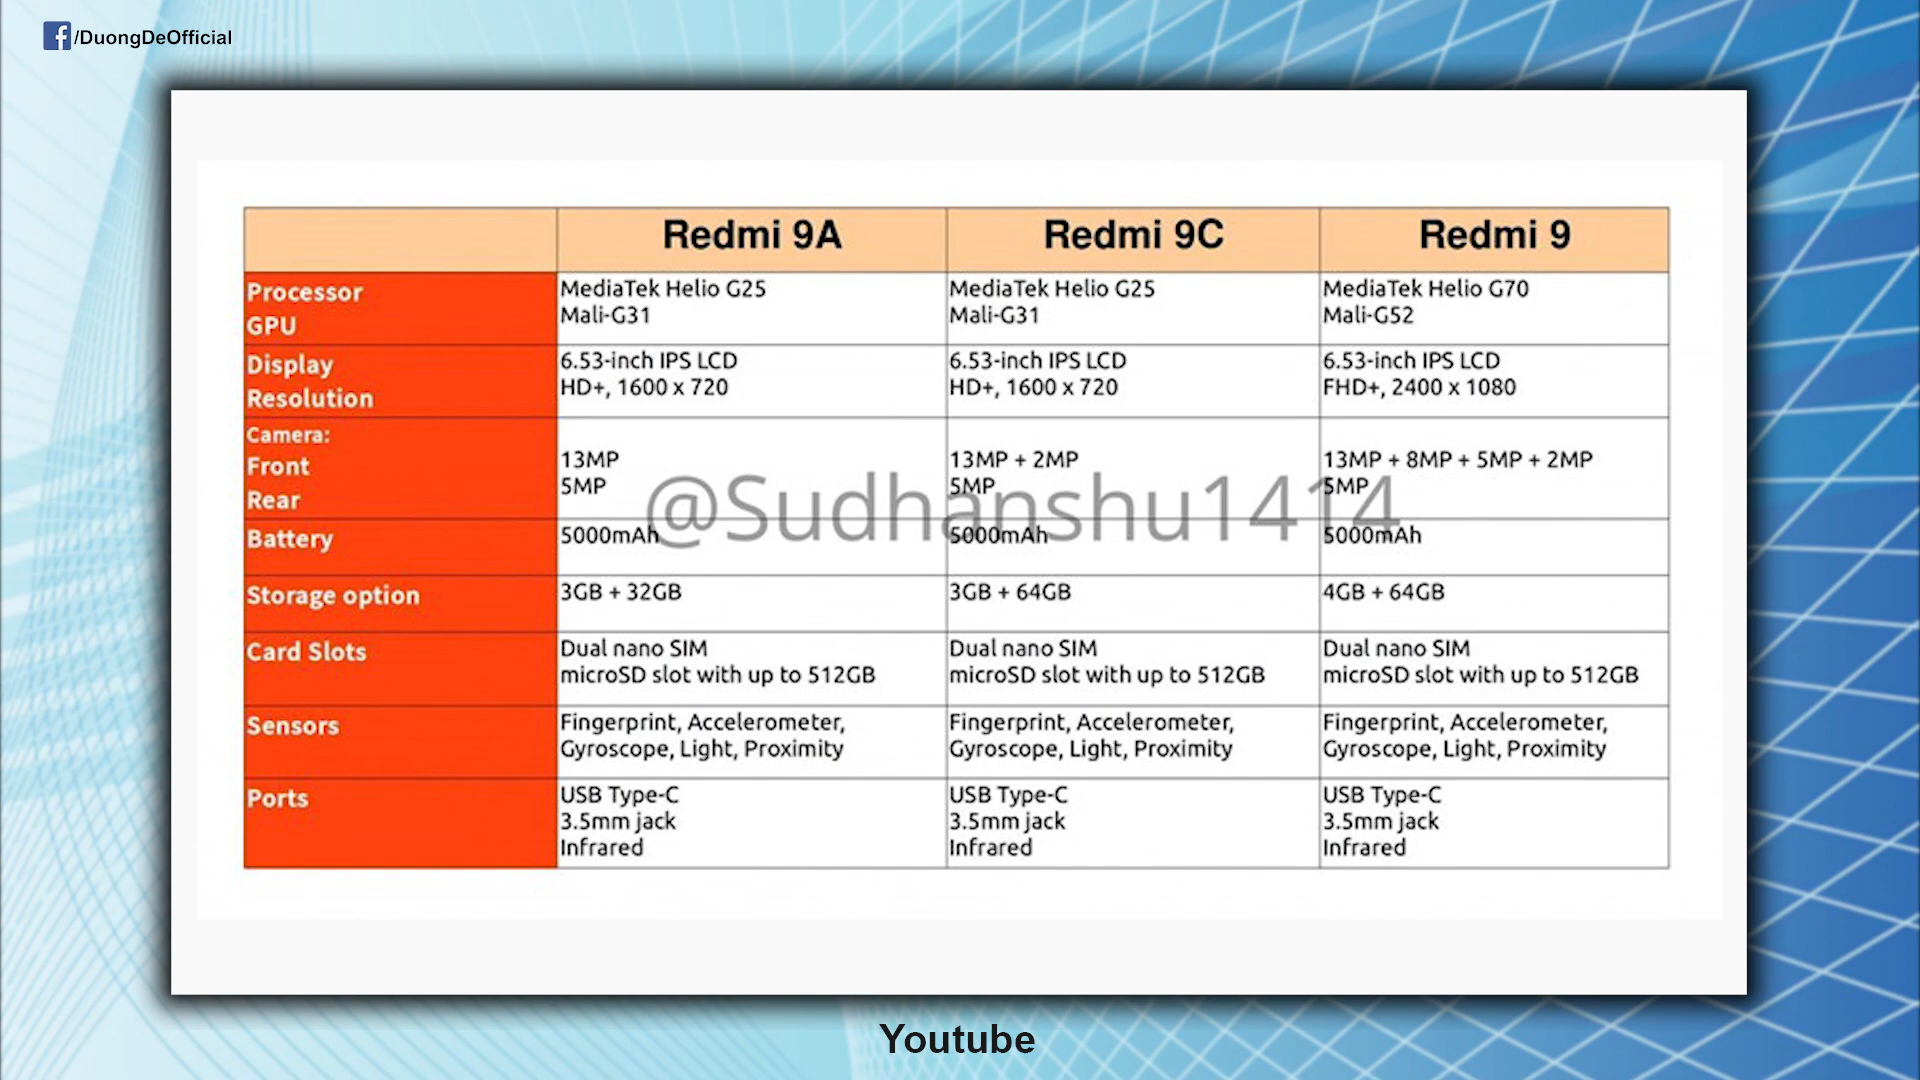 /DuongDeOfficial
Redmi 9A Redmi 9C Redmi 9
Processor
GPU
MediaTek Helio G25
Mali-G31
MediaTek Helio G25
Mali-G31
MediaTek Helio G70
Mali-G52
Display
Resolution
6.53-inch IPS LCD
HD+, 1600 x 720
6.53-inch IPS LCD
HD+, 1600 x 720
6.53-inch IPS LCD
FHD+, 2400 x 1080
Camera:
Front
Rear
13MP
5MP
13MP + 2MP
5MP
13MP + 8MP + 5MP + 2MP
5MP
@Sudhanshu1414
Battery
5000mAh
5000mAh
5000mAh
Storage option
3GB + 32GB
3GB + 64GB
4GB + 64GB
Card Slots
Dual nano SIM
microSD slot with up to 512GB
Dual nano SIM
microSD slot with up to 512GB
Dual nano SIM
microSD slot with up to 512GB
Sensors
Fingerprint, Accelerometer,
Gyroscope, Light, Proximity
Fingerprint, Accelerometer,
Gyroscope, Light, Proximity
Fingerprint, Accelerometer,
Gyroscope, Light, Proximity
Ports
USB Type-C
3.5mm jack
Infrared
USB Type-C
3.5mm jack
Infrared
USB Type-C
3.5mm jack
Infrared
Youtube